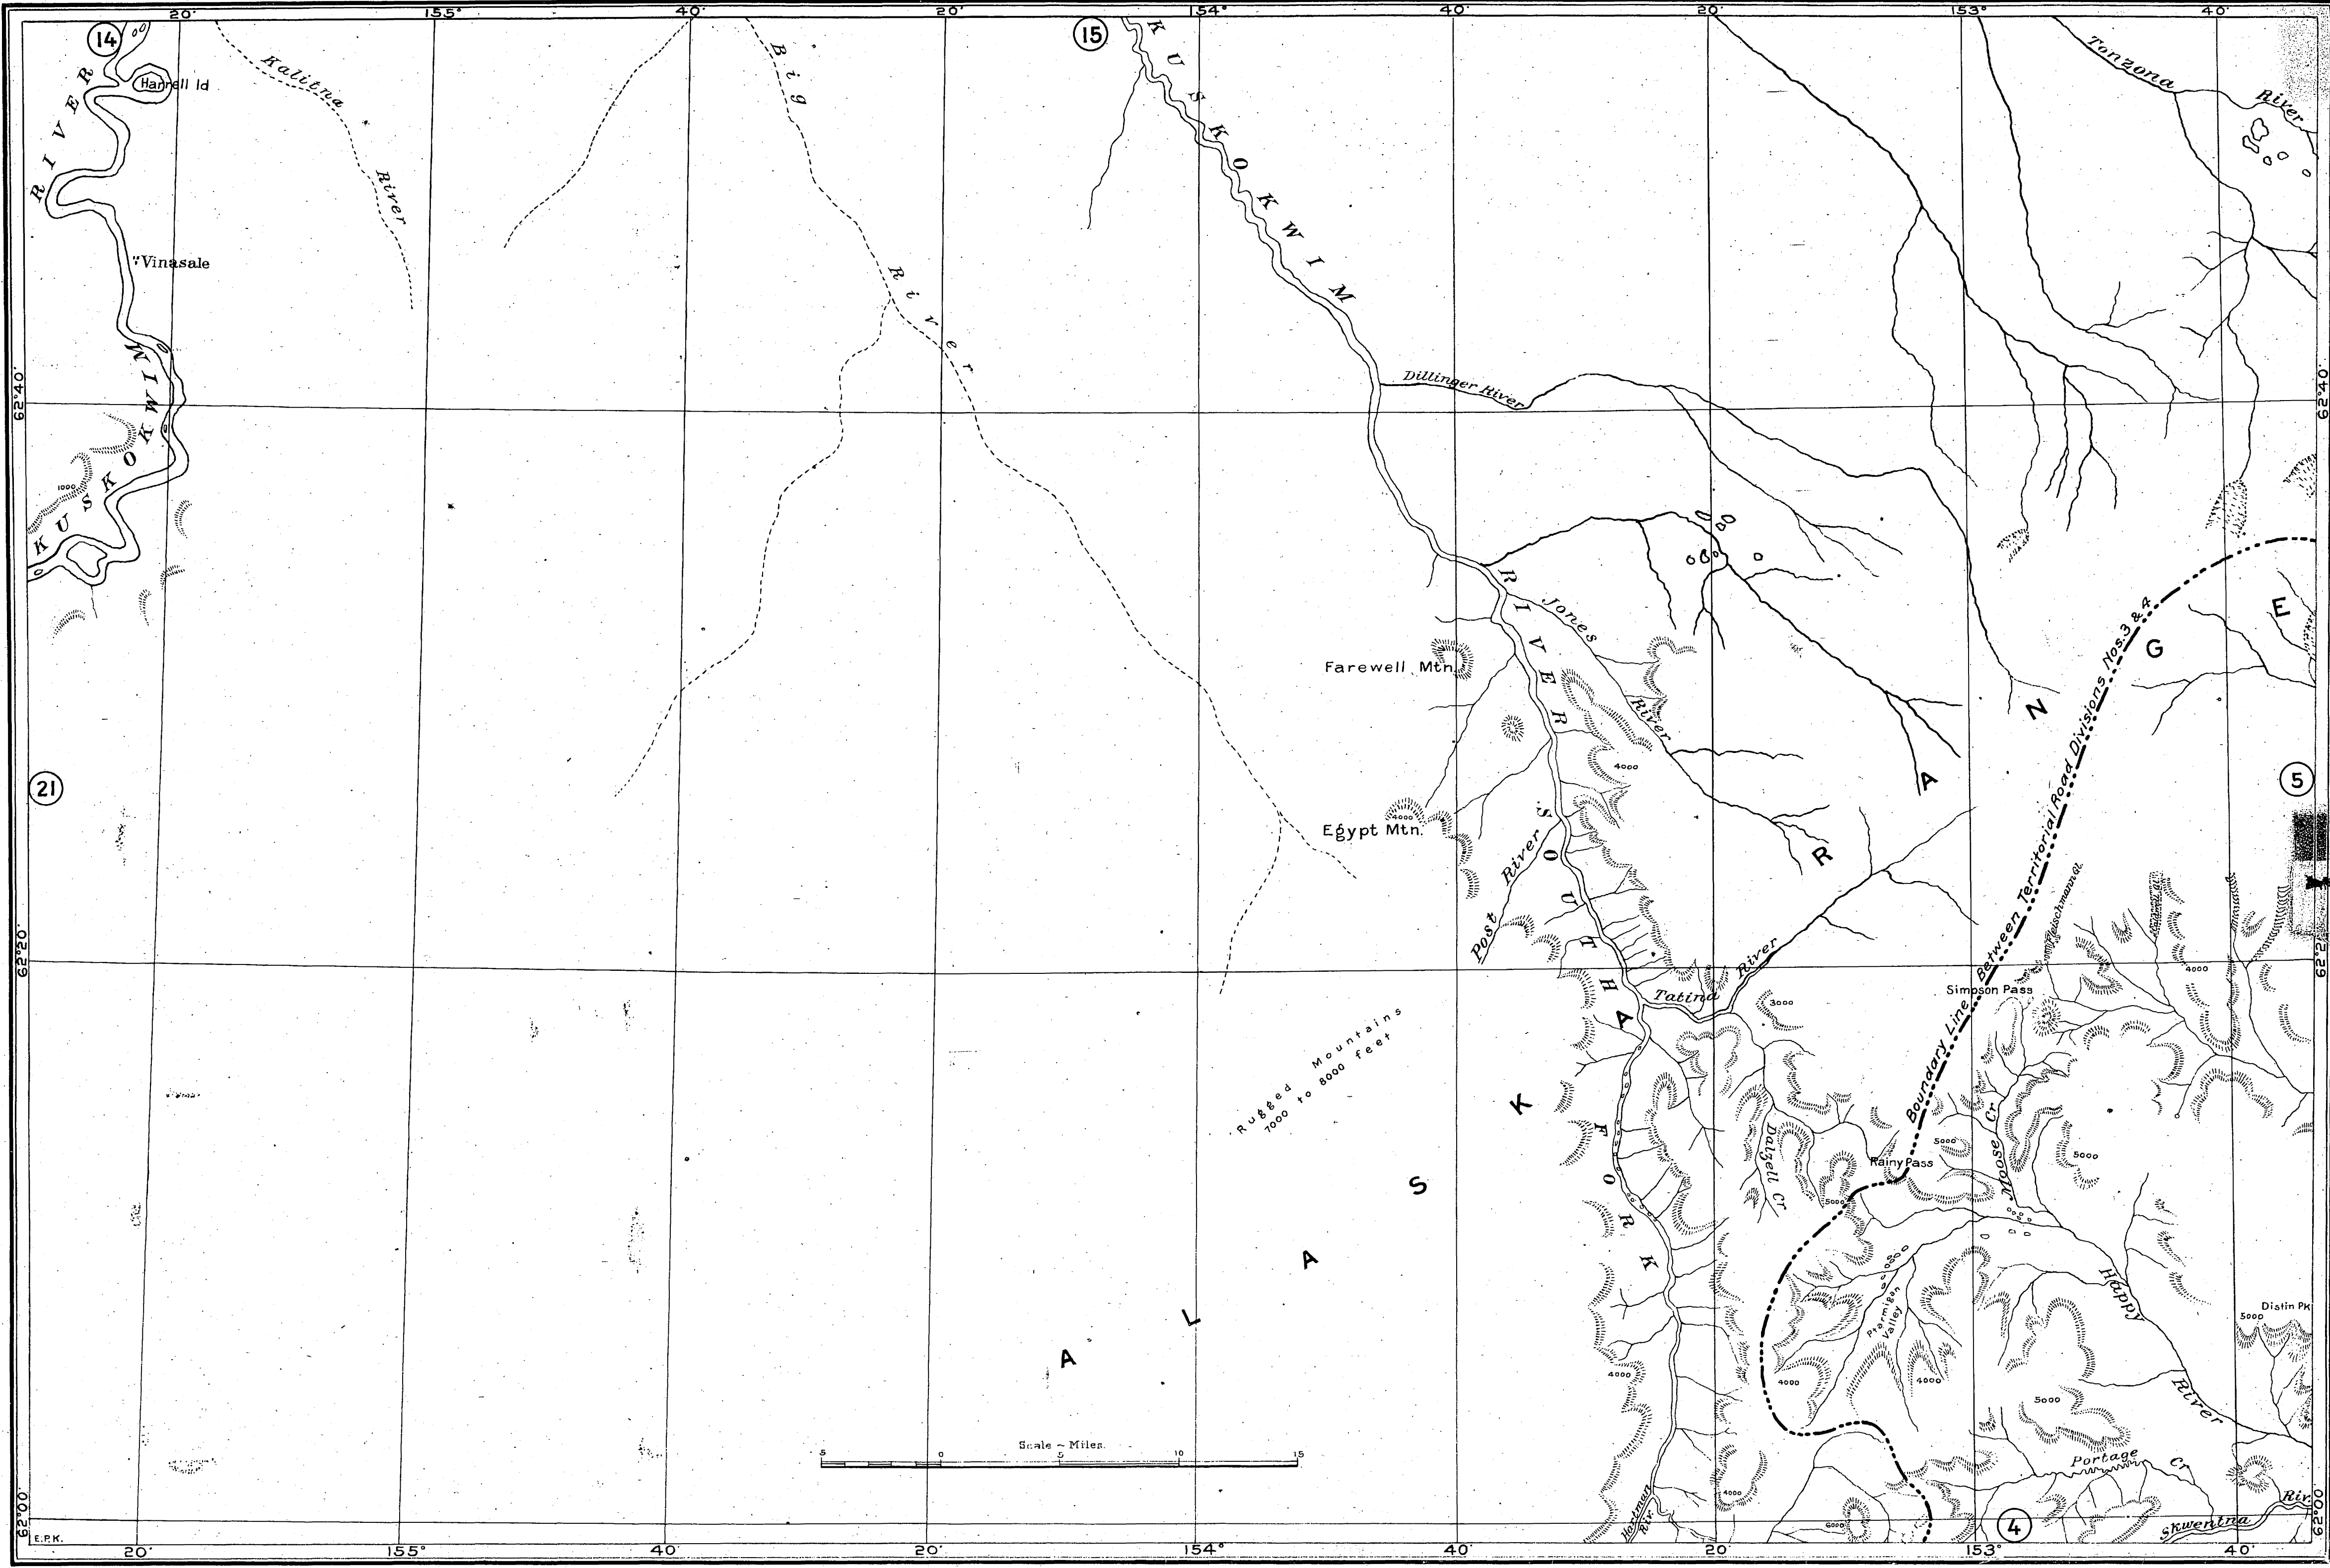 20' 155° 40' 20' 154° 40' 20' 153° 40'
14
15
Harrell Id
RIVER
Kalitna River
Big River
KUSKOKWIM
Tonzona River
Vinasale
KUSKOKWIM
62°40'
62°40'
Dillinger River
1000
RIVER
Jones River
Farewell Mtn.
4000
Egypt Mtn.
4000
Post River
SOUTH FORK
21
5
Boundary Line Between Territorial Road Divisions Nos. 3 & 4
ALASKA RANGE
62°20'
62°2
Tatina River
3000
Simpson Pass
4000
Rugged Mountains
7000 to 8000 feet
Dalzell Cr
Rainy Pass
5000
5000
Moose Cr
5000
Ptarmigan Valley
Happy River
Distin PK
5000
4000
4000
4000
5000
Scale ~ Miles.
5 0 5 10 15
Portage Cr
4000
6000
Hartman Riv.
4
Skwentna Riv
62°00'
62°00'
E.P.K.
20' 155° 40' 20' 154° 40' 20' 153° 40'